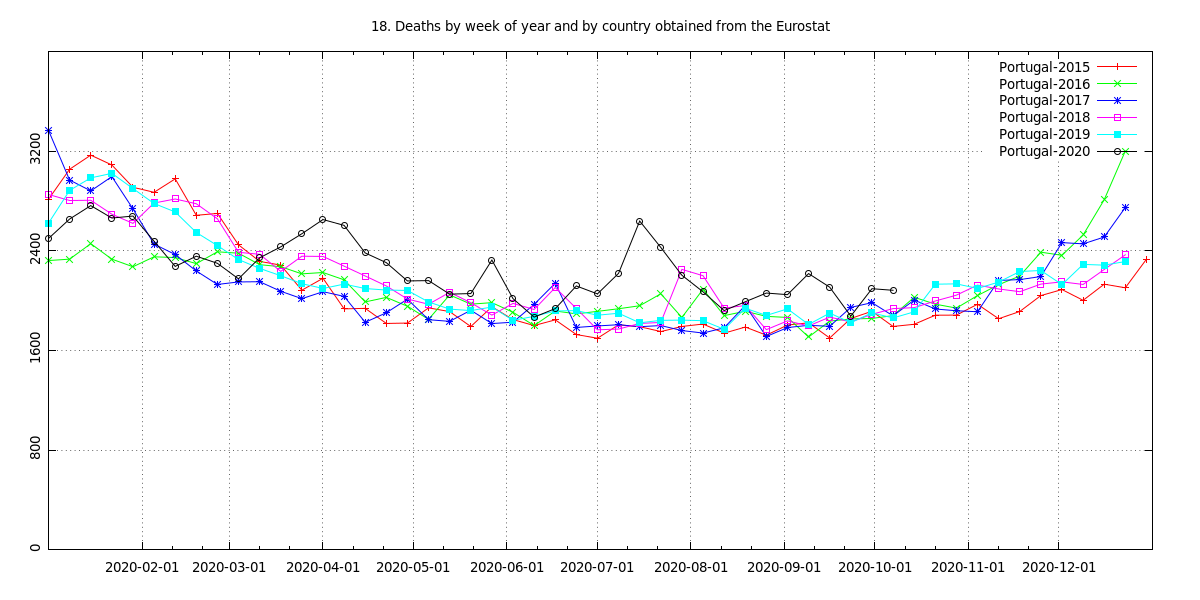 18. Deaths by week of year and by country obtained from the Eurostat
Portugal-2015
Portugal-2016
Portugal-2017
Portugal-2018
Portugal-2019
Portugal-2020
3200
2400
1600
800
0
2020-02-01 2020-03-01 2020-04-01 2020-05-01 2020-06-01 2020-07-01 2020-08-01 2020-09-01 2020-10-01 2020-11-01 2020-12-01